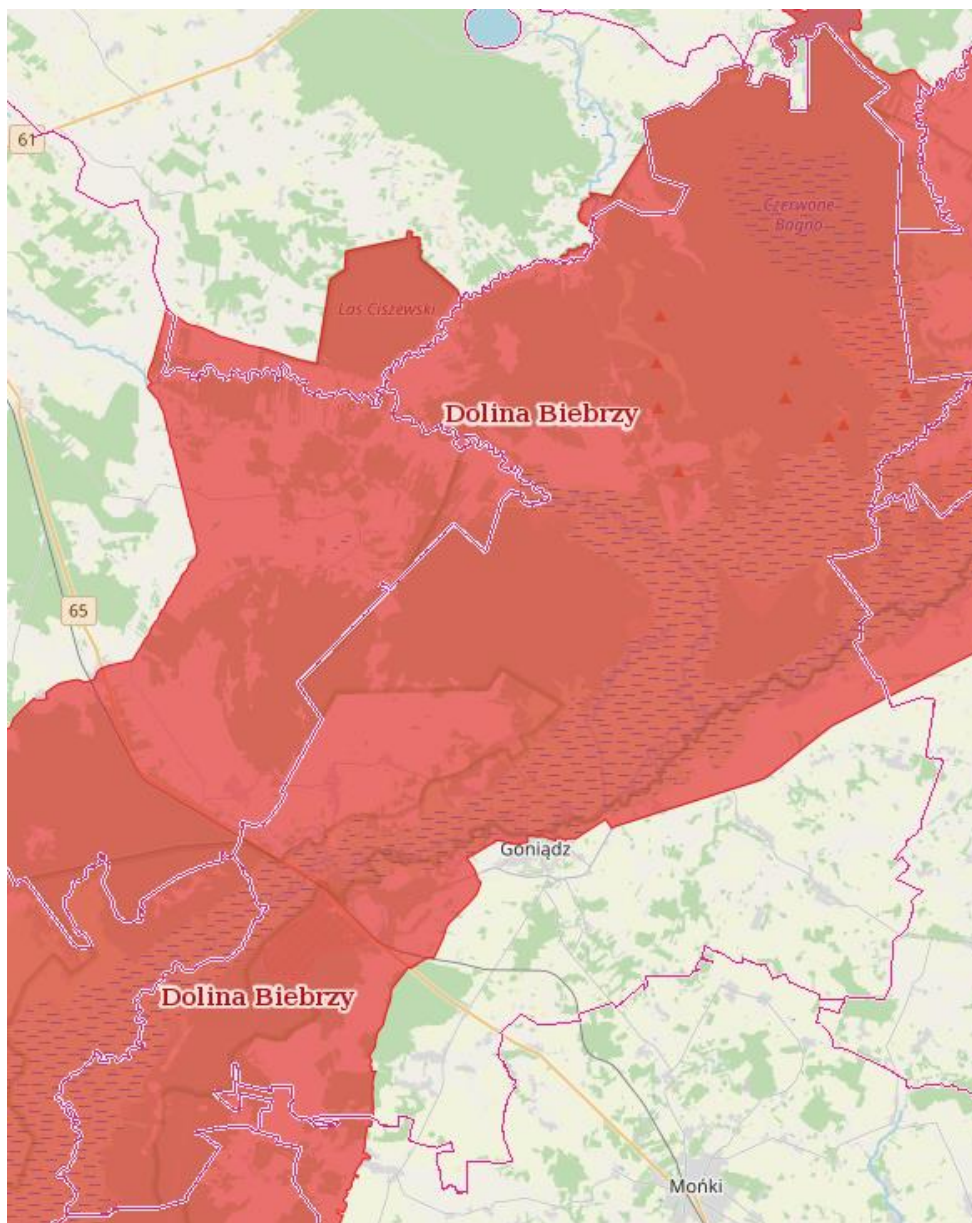 61
Czerwone
Bagno
Las Ciszewski
Dolina Biebrzy
65
Goniądz
Dolina Biebrzy
Mońki